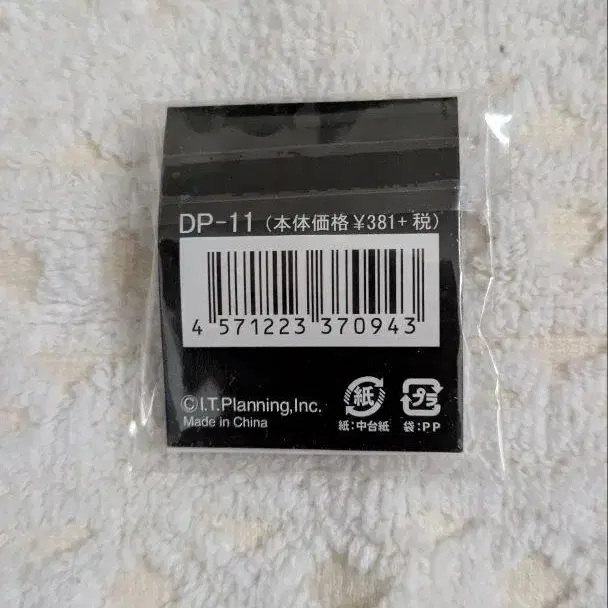 DP-11 (本体価格¥381+税)
4 571223 370943
©I.T.Planning,Inc.
Made in China
紙
プラ
紙:中台紙 袋:PP